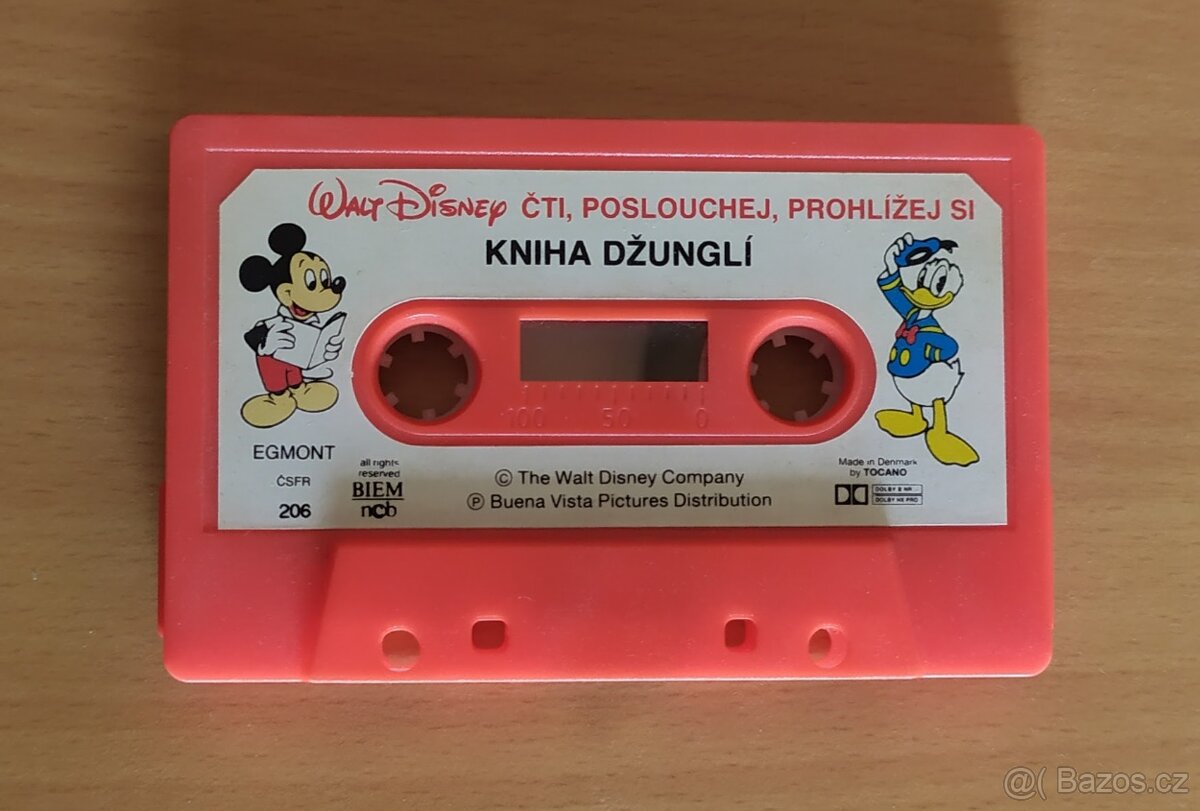 WALT DISNEY ČTI, POSLOUCHEJ, PROHLÍŽEJ SI
KNIHA DŽUNGLÍ
100 50 0
EGMONT
ČSFR
206
all rights
reserved
BIEM
ncb
© The Walt Disney Company
℗ Buena Vista Pictures Distribution
Made in Denmark
by TOCANO
DOLBY B NR
DOLBY HX PRO
@( Bazos.cz